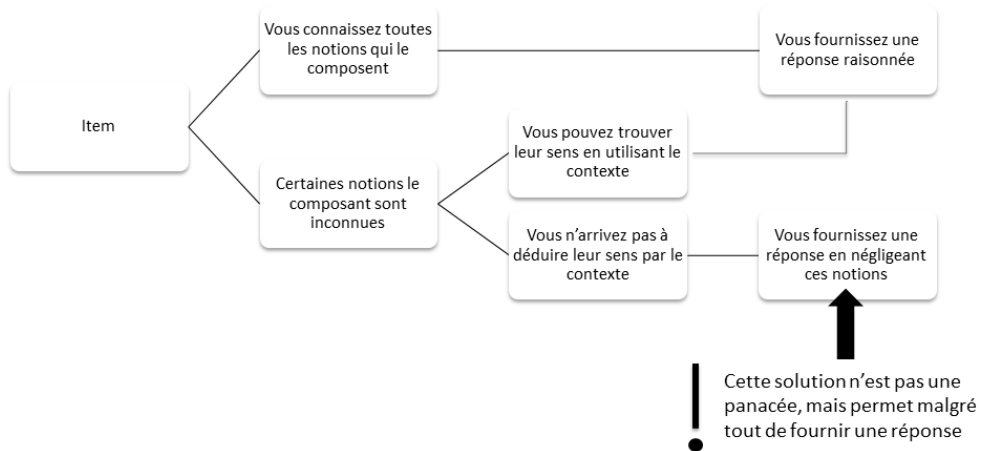 Vous connaissez toutes
les notions qui le
composent
Vous fournissez une
réponse raisonnée
Item
Vous pouvez trouver
leur sens en utilisant le
contexte
Certaines notions le
composant sont
inconnues
Vous n'arrivez pas à
déduire leur sens par le
contexte
Vous fournissez une
réponse en négligeant
ces notions
!
Cette solution n'est pas une
panacée, mais permet malgré
tout de fournir une réponse